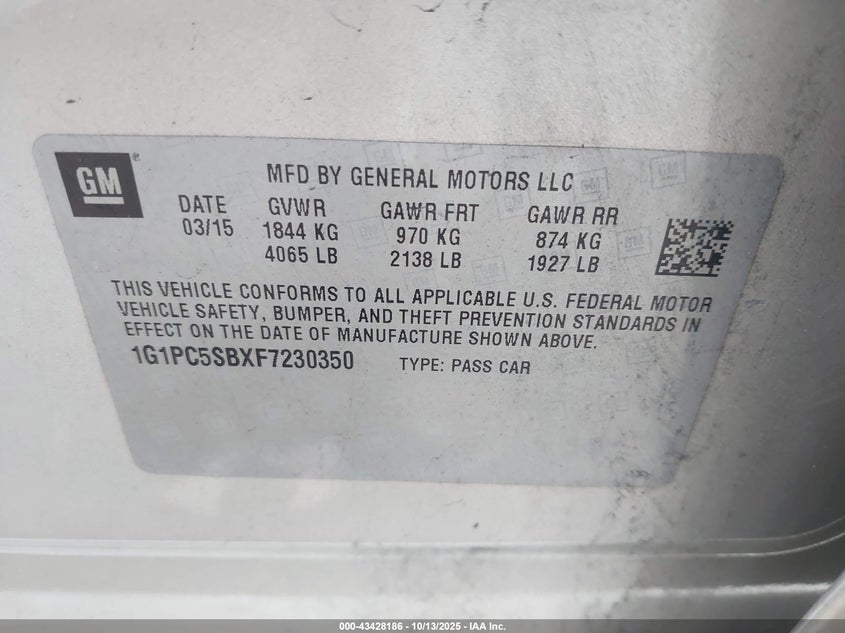 GM
MFD BY GENERAL MOTORS LLC
DATE GVWR GAWR FRT GAWR RR
03/15 1844 KG 970 KG 874 KG
4065 LB 2138 LB 1927 LB
THIS VEHICLE CONFORMS TO ALL APPLICABLE U.S. FEDERAL MOTOR
VEHICLE SAFETY, BUMPER, AND THEFT PREVENTION STANDARDS IN
EFFECT ON THE DATE OF MANUFACTURE SHOWN ABOVE.
1G1PC5SBXF7230350 TYPE: PASS CAR
000-43428186 - 10/13/2025 - IAA Inc.